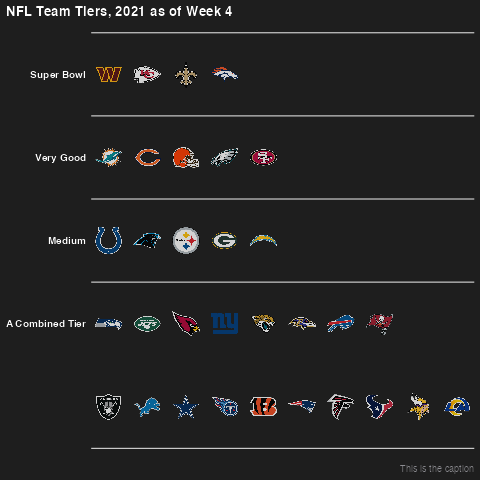 NFL Team Tiers, 2021 as of Week 4
Super Bowl
Very Good
Medium
A Combined Tier
This is the caption